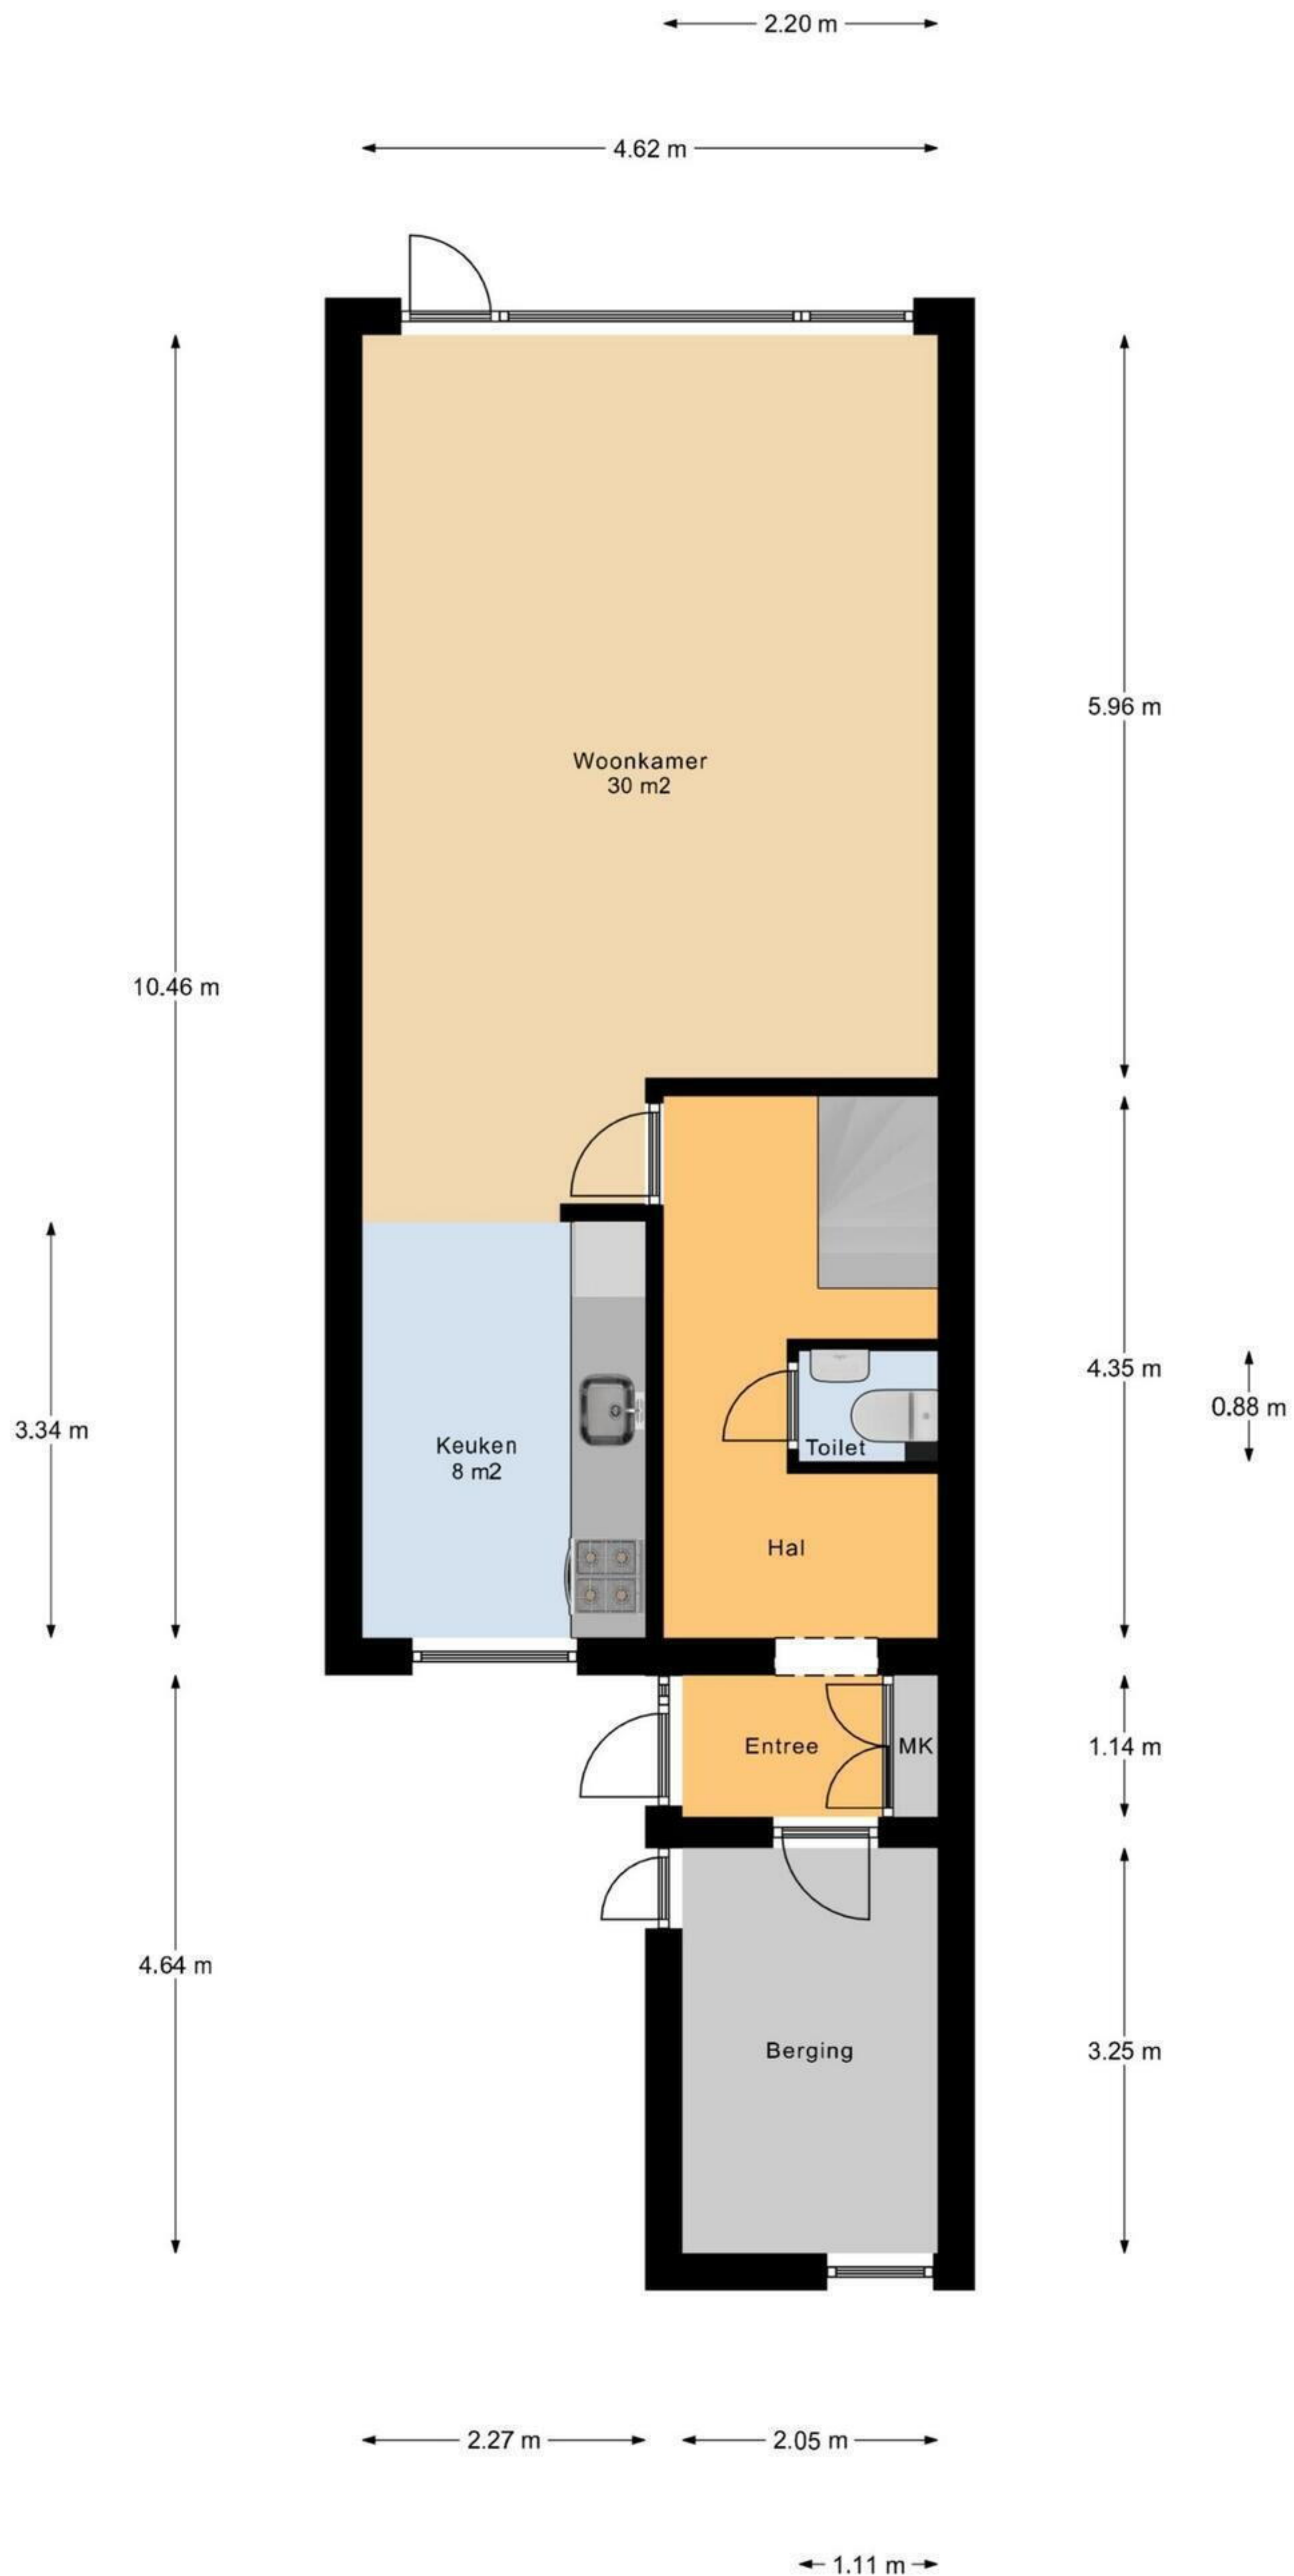 2.20 m
4.62 m
5.96 m
Woonkamer
30 m2
10.46 m
4.35 m
0.88 m
3.34 m
Keuken
8 m2
Toilet
Hal
Entree
MK
1.14 m
4.64 m
Berging
3.25 m
2.27 m
2.05 m
1.11 m